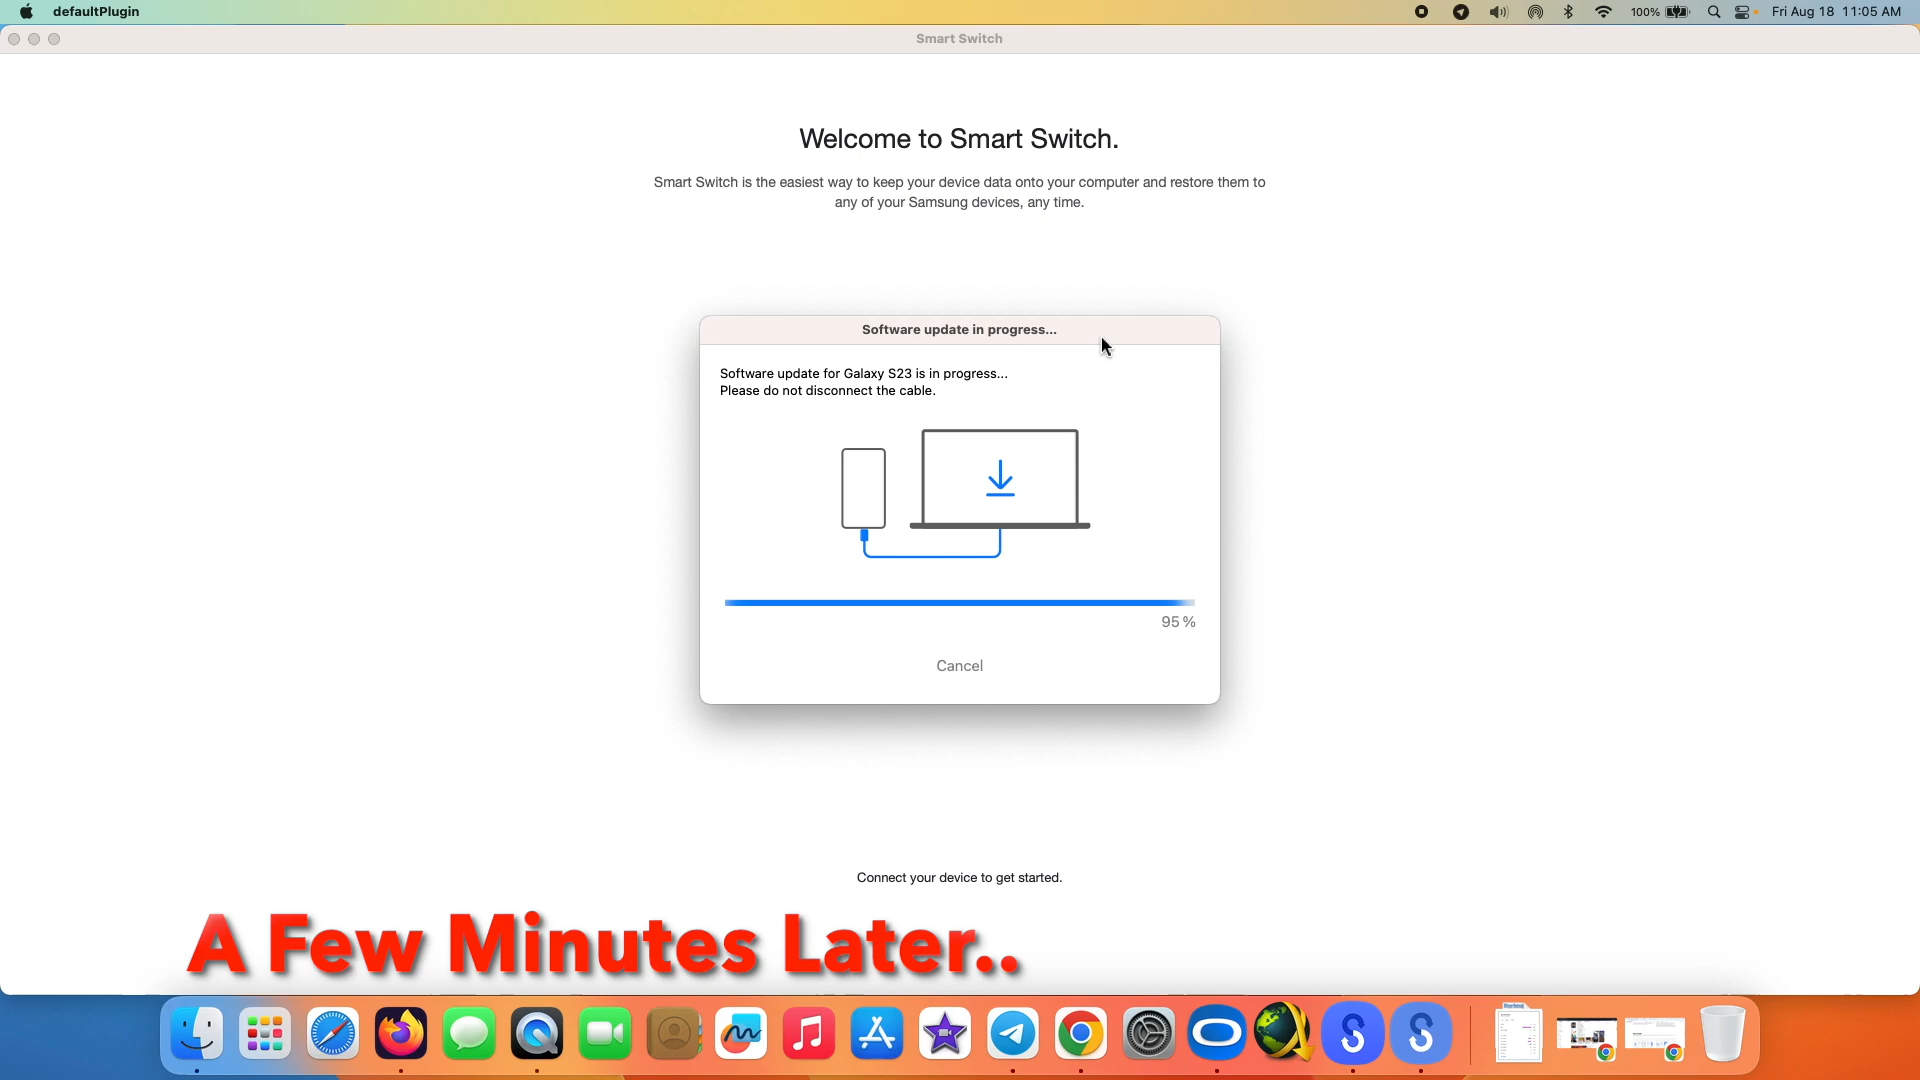 defaultPlugin
100%
Fri Aug 18 11:05 AM
Smart Switch
Welcome to Smart Switch.
Smart Switch is the easiest way to keep your device data onto your computer and restore them to
any of your Samsung devices, any time.
Software update in progress...
Software update for Galaxy S23 is in progress...
Please do not disconnect the cable.
95 %
Cancel
Connect your device to get started.
A Few Minutes Later..